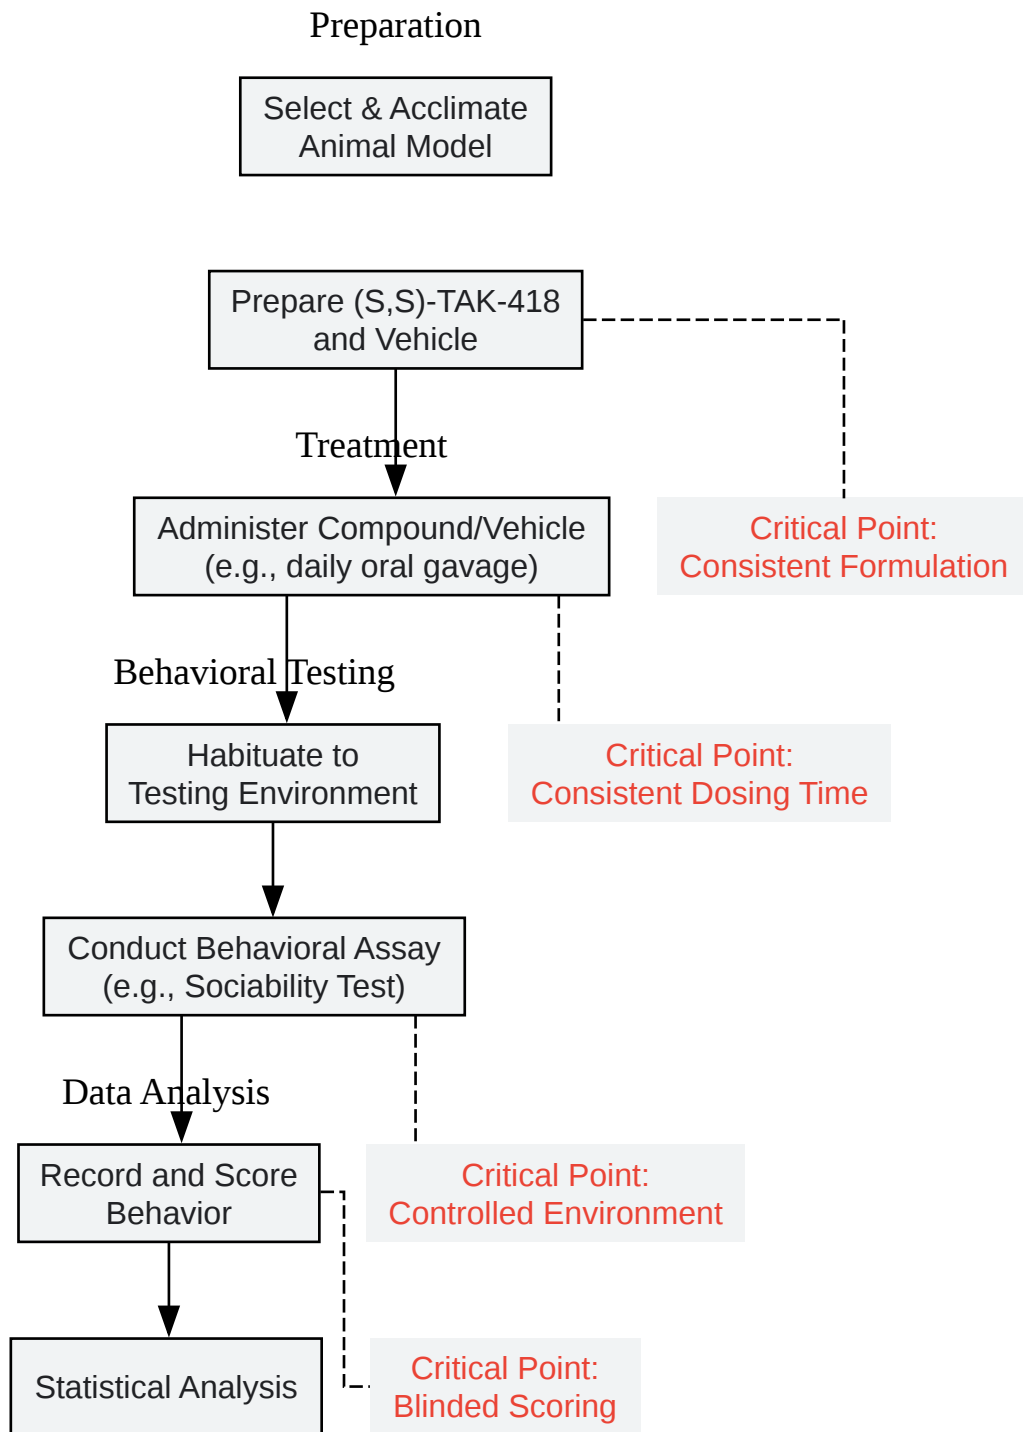 Preparation
Select & Acclimate
Animal Model
Prepare (S,S)-TAK-418
and Vehicle
Treatment
Administer Compound/Vehicle
(e.g., daily oral gavage)
Critical Point:
Consistent Formulation
Behavioral Testing
Habituate to
Testing Environment
Critical Point:
Consistent Dosing Time
Conduct Behavioral Assay
(e.g., Sociability Test)
Data Analysis
Record and Score
Behavior
Critical Point:
Controlled Environment
Statistical Analysis
Critical Point:
Blinded Scoring